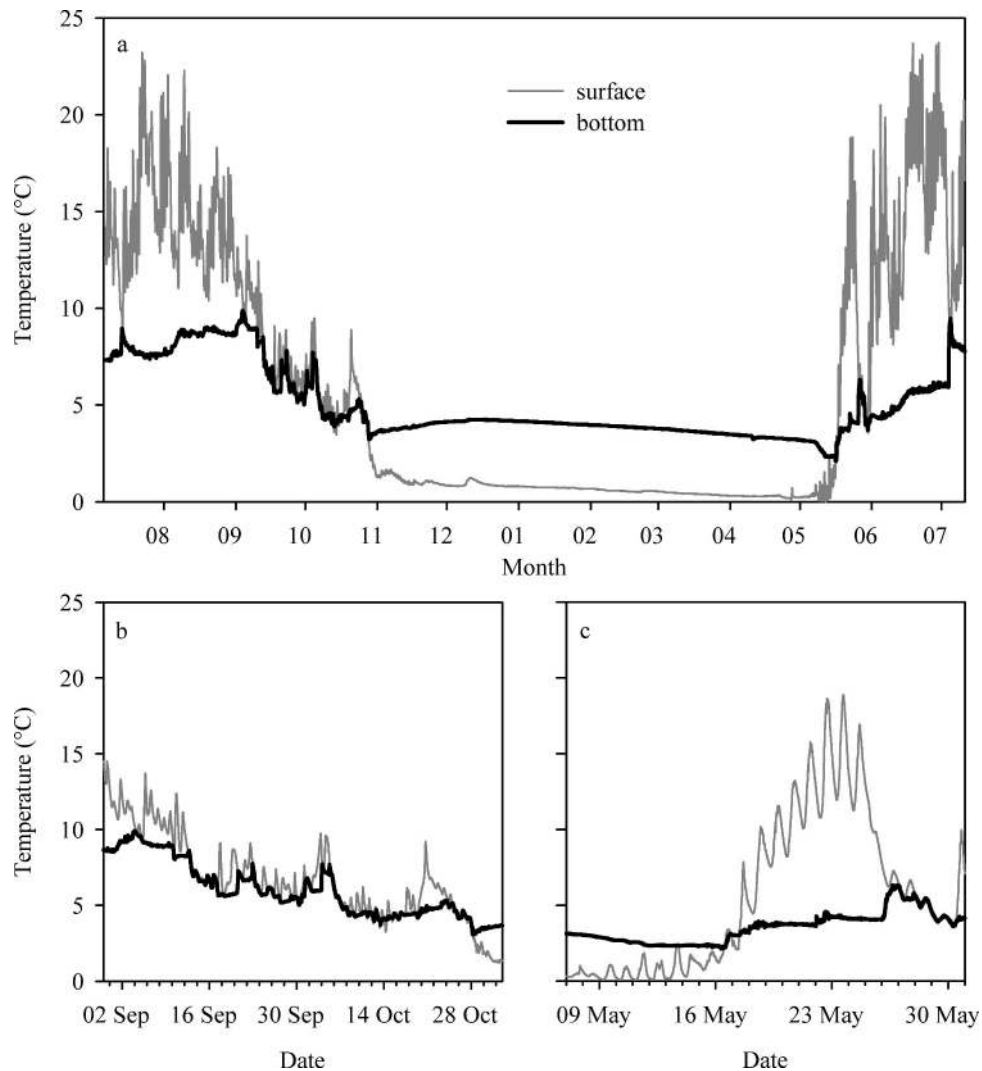 25
a
surface
20
bottom
15
Temperature (°C)
10
5
0
08 09 10 11 12 01 02 03 04 05 06 07
Month
25
b
c
20
15
Temperature (°C)
10
5
0
02 Sep 16 Sep 30 Sep 14 Oct 28 Oct
09 May 16 May 23 May 30 May
Date
Date